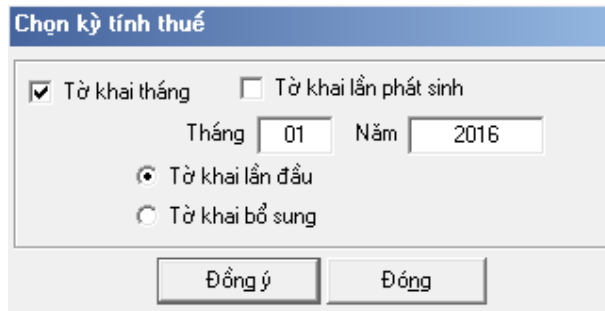 Chọn kỳ tính thuế
Tờ khai tháng Tờ khai lần phát sinh
Tháng 01 Năm 2016
Tờ khai lần đầu
Tờ khai bổ sung
Đồng ý Đóng